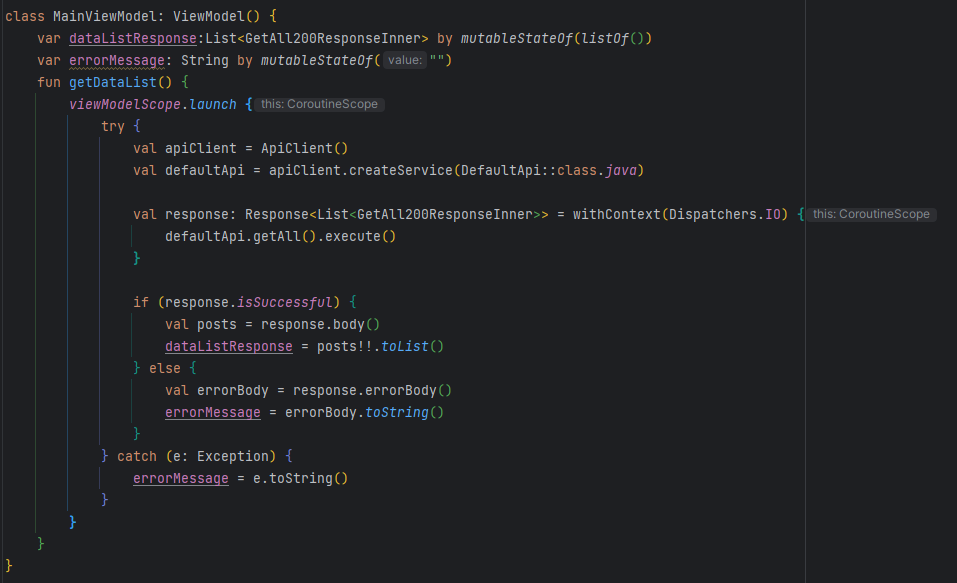 class MainViewModel: ViewModel() {
    var dataListResponse:List<GetAll200ResponseInner> by mutableStateOf(listOf())
    var errorMessage: String by mutableStateOf( value: "")
    fun getDataList() {
        viewModelScope.launch { this: CoroutineScope
            try {
                val apiClient = ApiClient()
                val defaultApi = apiClient.createService(DefaultApi::class.java)
                val response: Response<List<GetAll200ResponseInner>> = withContext(Dispatchers.IO) { this: CoroutineScope
                    defaultApi.getAll().execute()
                }
                if (response.isSuccessful) {
                    val posts = response.body()
                    dataListResponse = posts!!.toList()
                } else {
                    val errorBody = response.errorBody()
                    errorMessage = errorBody.toString()
                }
            } catch (e: Exception) {
                errorMessage = e.toString()
            }
        }
    }
}